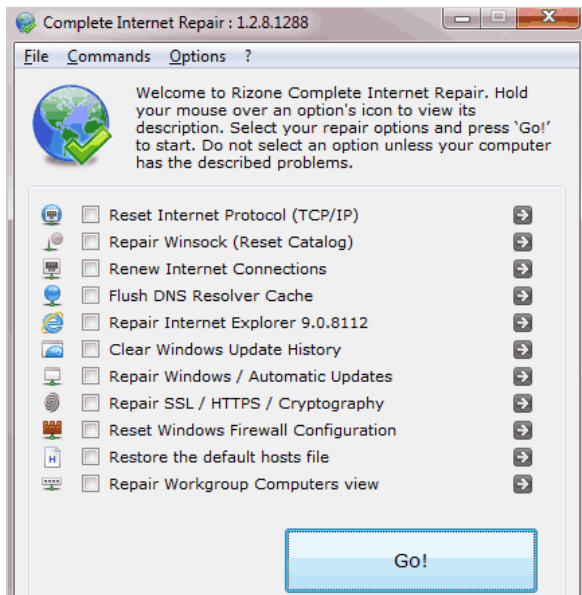 Complete Internet Repair : 1.2.8.1288
File Commands Options ?
Welcome to Rizone Complete Internet Repair. Hold
your mouse over an option's icon to view its
description. Select your repair options and press `Go!'
to start. Do not select an option unless your computer
has the described problems.
Reset Internet Protocol (TCP/IP)
Repair Winsock (Reset Catalog)
Renew Internet Connections
Flush DNS Resolver Cache
Repair Internet Explorer 9.0.8112
Clear Windows Update History
Repair Windows / Automatic Updates
Repair SSL / HTTPS / Cryptography
Reset Windows Firewall Configuration
H Restore the default hosts file
Repair Workgroup Computers view
Go!